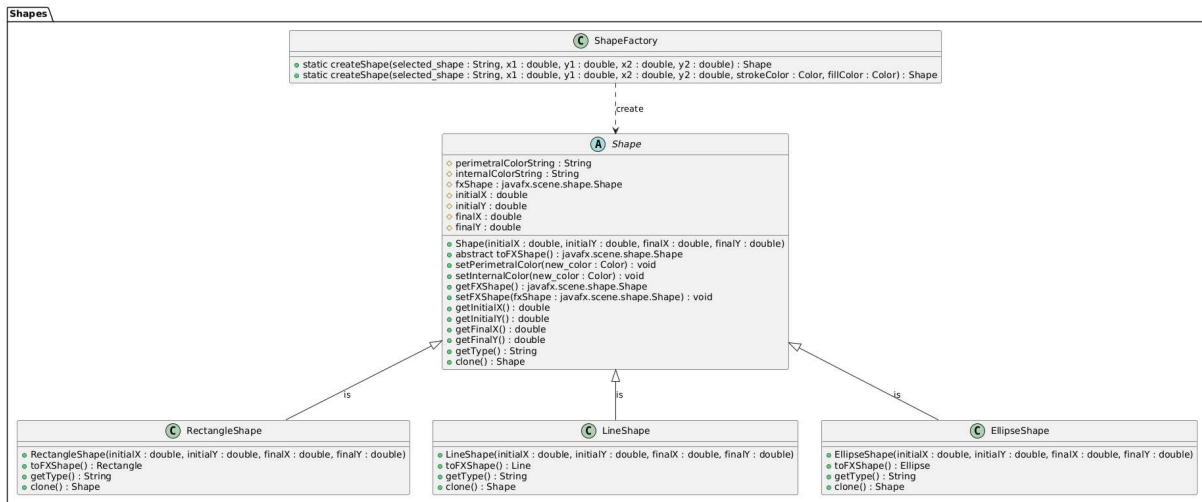 Shapes
C ShapeFactory
+ static createShape(selected_shape : String, x1 : double, y1 : double, x2 : double, y2 : double) : Shape
+ static createShape(selected_shape : String, x1 : double, y1 : double, x2 : double, y2 : double, strokeColor : Color, fillColor : Color) : Shape
create
A Shape
perimetralColorString : String
internalColorString : String
fxShape : javafx.scene.shape.Shape
initialX : double
initialY : double
finalX : double
finalY : double
Shape(initialX : double, initialY : double, finalX : double, finalY : double)
abstract toFXShape() : javafx.scene.shape.Shape
setPerimetralColor(new_color : Color) : void
setInternalColor(new_color : Color) : void
getFXShape() : javafx.scene.shape.Shape
setFXShape(fxShape : javafx.scene.shape.Shape) : void
getInitialX() : double
getInitialY() : double
getFinalX() : double
getFinalY() : double
getType() : String
clone() : Shape
is
is
is
C RectangleShape
RectangleShape(initialX : double, initialY : double, finalX : double, finalY : double)
toFXShape() : Rectangle
getType() : String
clone() : Shape
C LineShape
LineShape(initialX : double, initialY : double, finalX : double, finalY : double)
toFXShape() : Line
getType() : String
clone() : Shape
C EllipseShape
EllipseShape(initialX : double, initialY : double, finalX : double, finalY : double)
toFXShape() : Ellipse
getType() : String
clone() : Shape